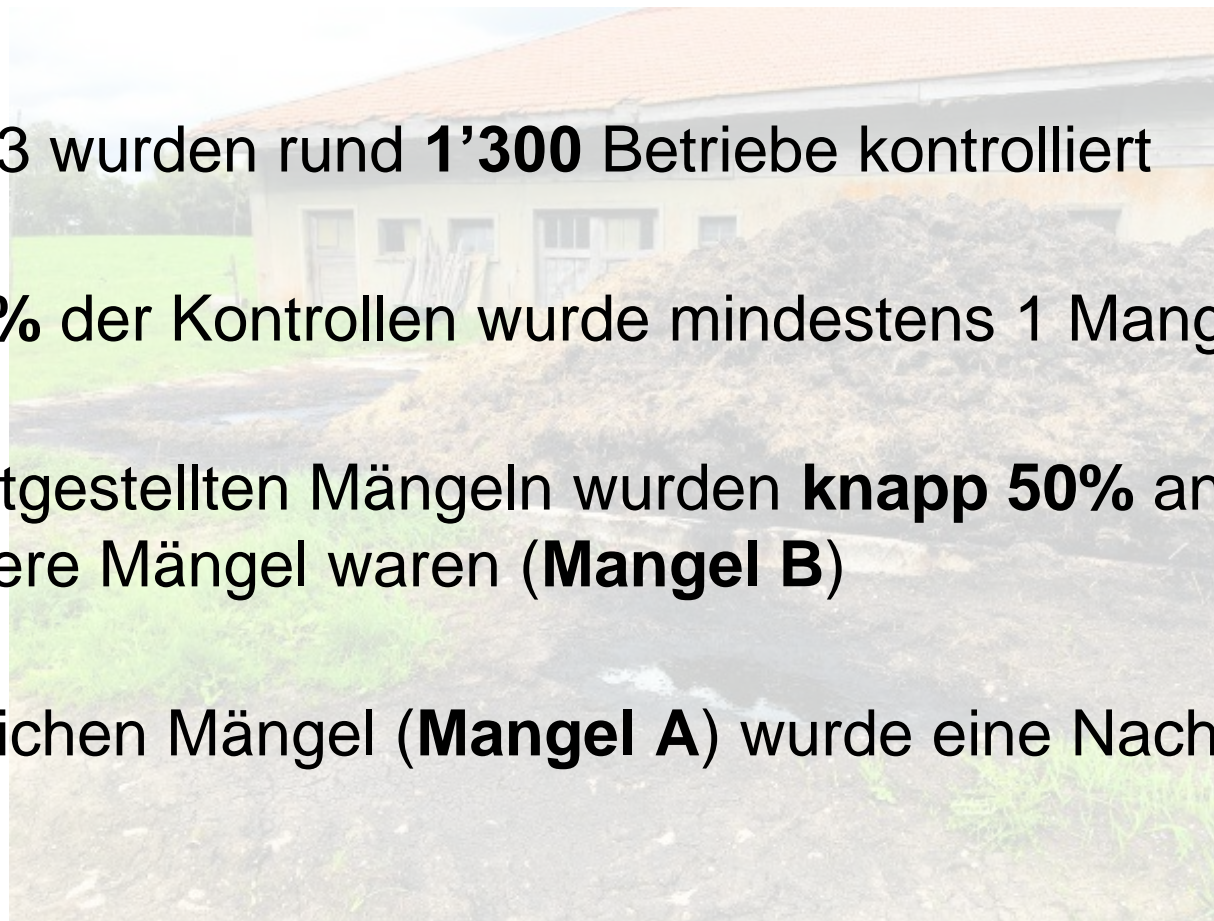 3 wurden rund 1’300 Betriebe kontrolliert
% der Kontrollen wurde mindestens 1 Mang
tgestellten Mängeln wurden knapp 50% an
ere Mängel waren (Mangel B)
lichen Mängel (Mangel A) wurde eine Nach